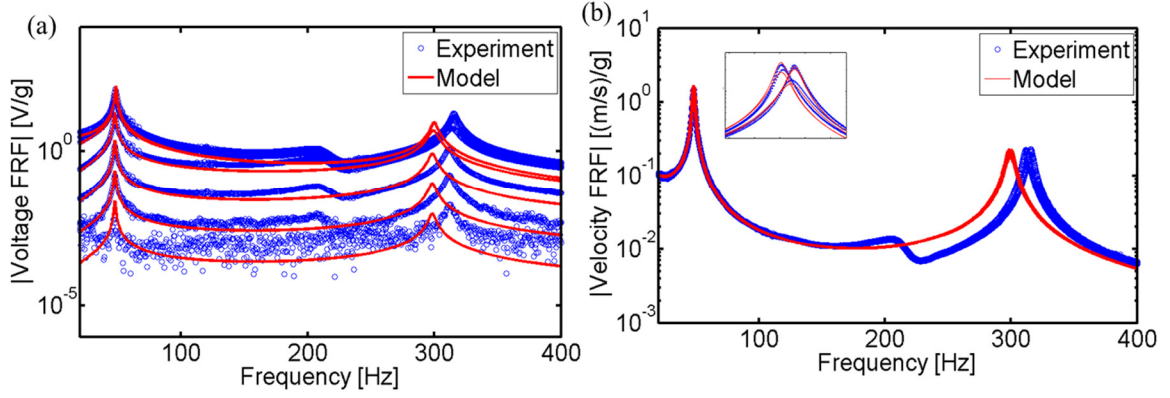 (a)
|Voltage FRF| [V/g]
10^0
10^-5
100 200 300 400
Frequency [Hz]
Experiment
Model
(b)
|Velocity FRF| [(m/s)/g]
10^1
10^0
10^-1
10^-2
10^-3
100 200 300 400
Frequency [Hz]
Experiment
Model